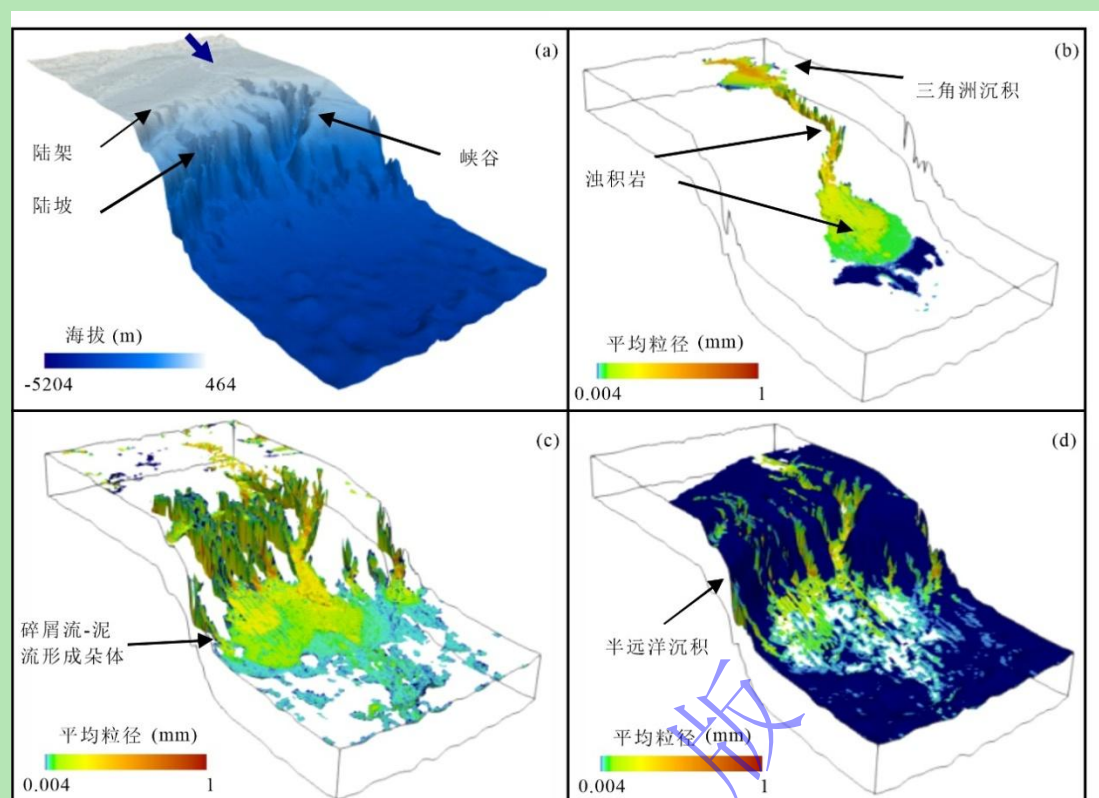 (a)
陆架
陆坡
峡谷
海拔 (m)
-5204
464
(b)
三角洲沉积
浊积岩
平均粒径 (mm)
0.004
1
(c)
碎屑流-泥
流形成朵体
平均粒径 (mm)
0.004
1
(d)
半远洋沉积
平均粒径 (mm)
0.004
1
版